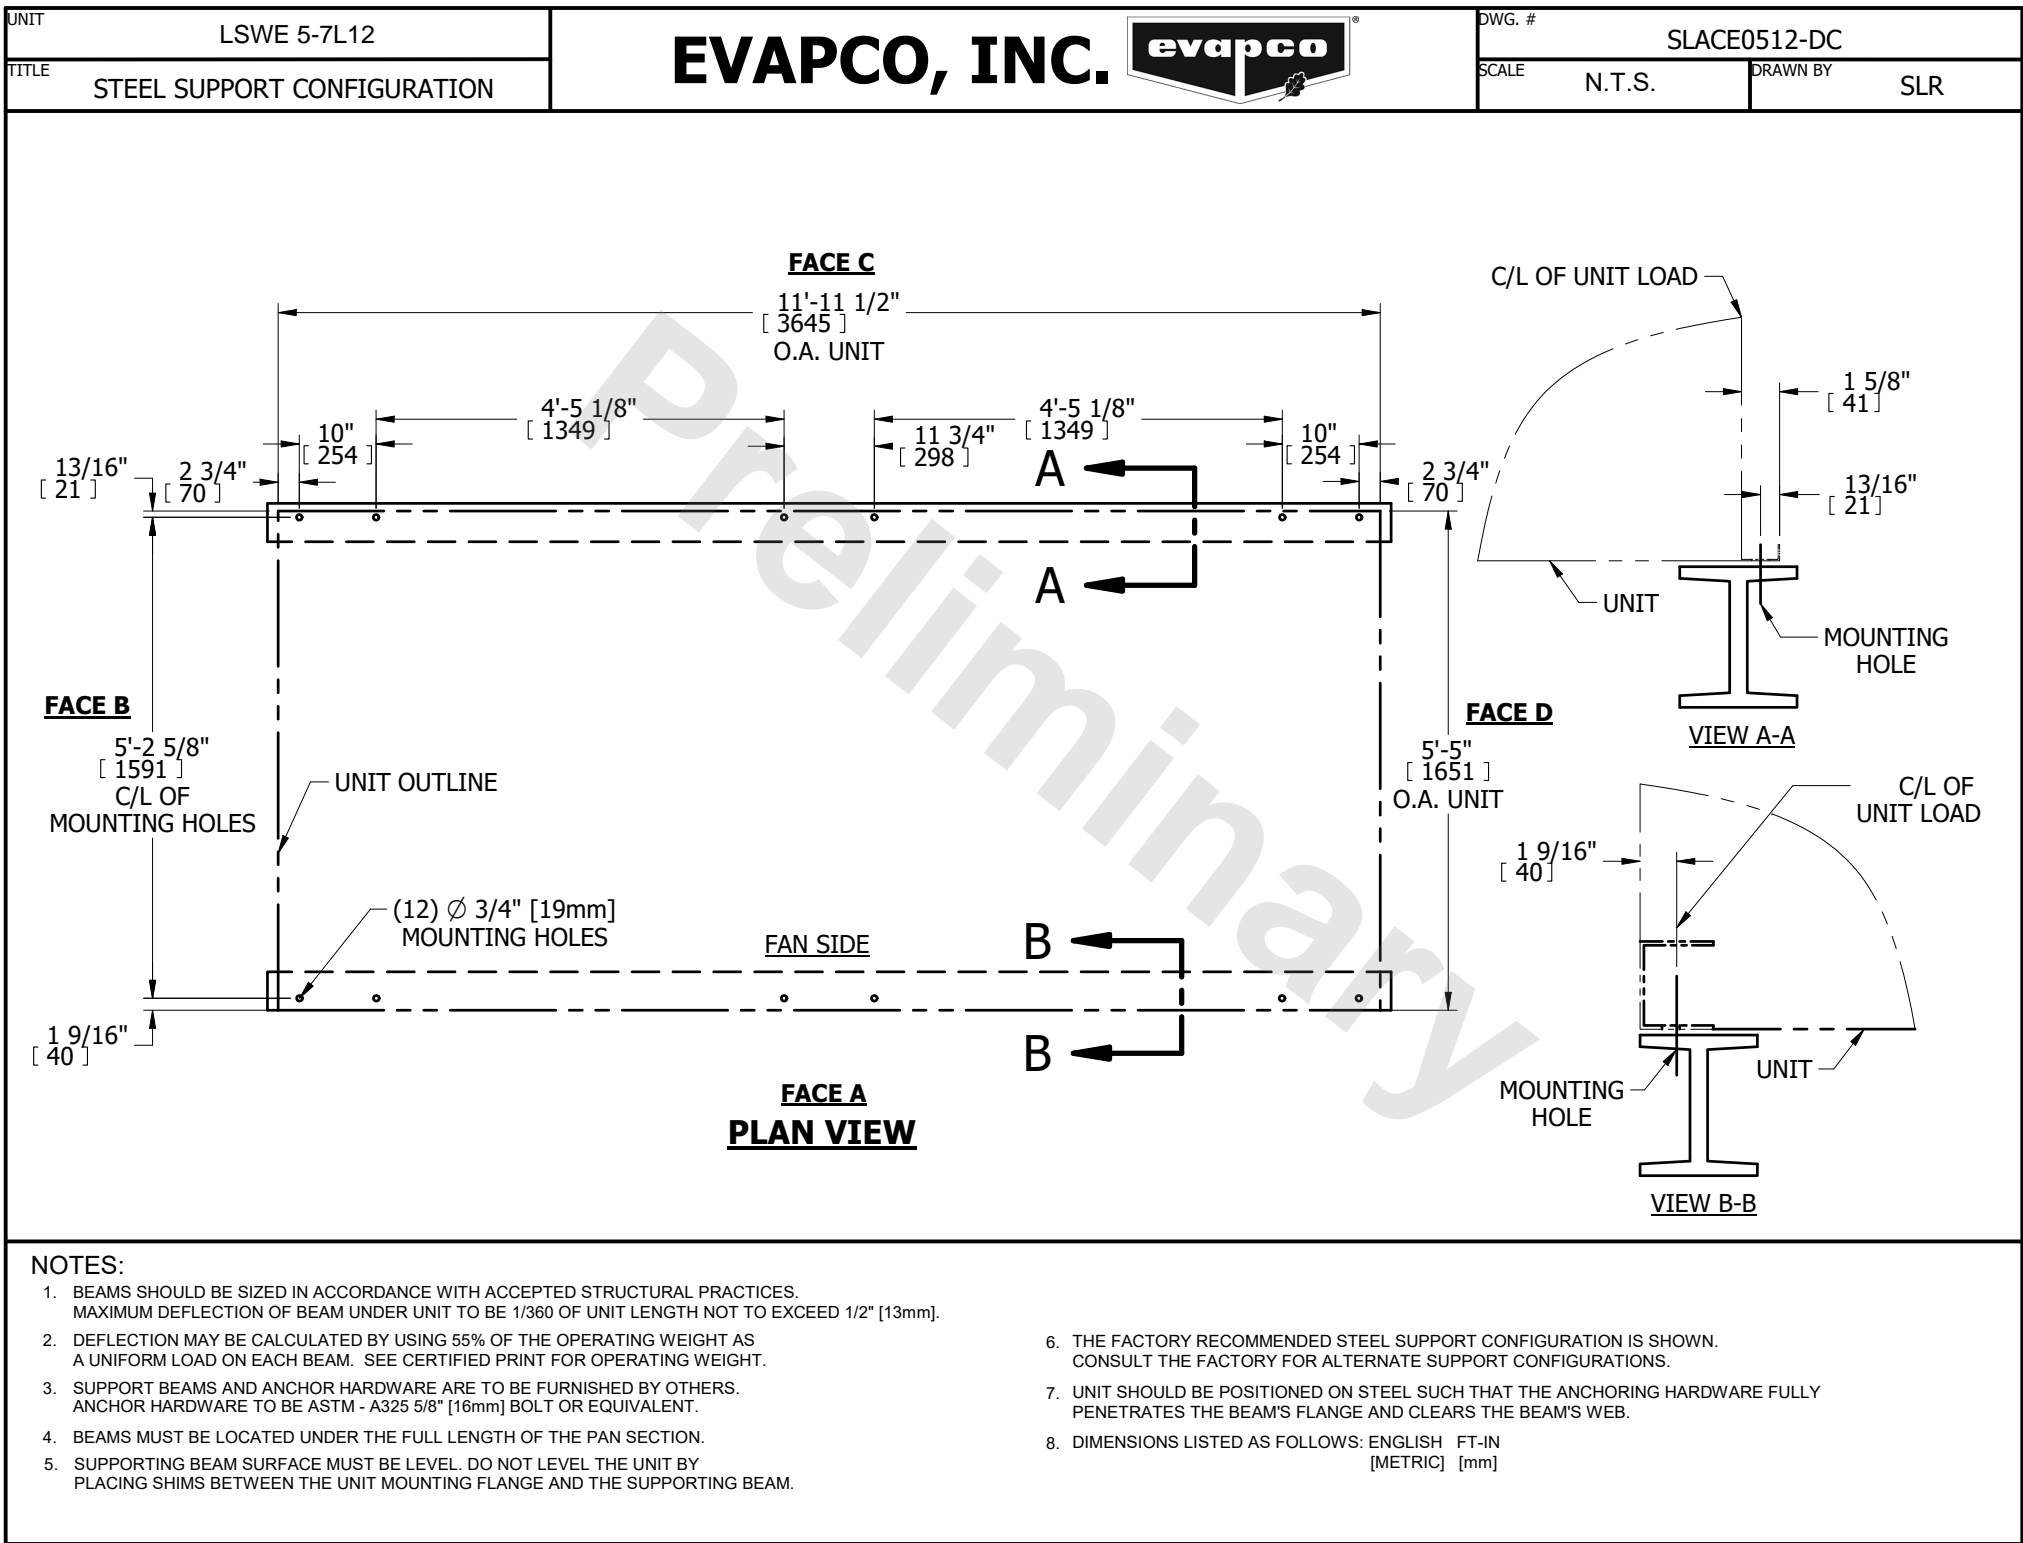 UNIT
LSWE 5-7L12
TITLE
STEEL SUPPORT CONFIGURATION
EVAPCO, INC.
evapco
®
DWG. #
SLACE0512-DC
SCALE
N.T.S.
DRAWN BY
SLR
FACE C
11'-11 1/2"
[ 3645 ]
O.A. UNIT
4'-5 1/8"
[ 1349 ]
4'-5 1/8"
[ 1349 ]
10"
[ 254 ]
11 3/4"
[ 298 ]
10"
[ 254 ]
13/16"
[ 21 ]
2 3/4"
[ 70 ]
2 3/4"
[ 70 ]
A
A
FACE B
5'-2 5/8"
[ 1591 ]
C/L OF
MOUNTING HOLES
UNIT OUTLINE
FACE D
5'-5"
[ 1651 ]
O.A. UNIT
(12) Ø 3/4" [19mm]
MOUNTING HOLES
FAN SIDE
B
B
1 9/16"
[ 40 ]
FACE A
PLAN VIEW
Preliminary
C/L OF UNIT LOAD
1 5/8"
[ 41 ]
13/16"
[ 21 ]
UNIT
MOUNTING
HOLE
VIEW A-A
C/L OF
UNIT LOAD
1 9/16"
[ 40 ]
UNIT
MOUNTING
HOLE
VIEW B-B
NOTES:
1. BEAMS SHOULD BE SIZED IN ACCORDANCE WITH ACCEPTED STRUCTURAL PRACTICES.
MAXIMUM DEFLECTION OF BEAM UNDER UNIT TO BE 1/360 OF UNIT LENGTH NOT TO EXCEED 1/2" [13mm].
2. DEFLECTION MAY BE CALCULATED BY USING 55% OF THE OPERATING WEIGHT AS
A UNIFORM LOAD ON EACH BEAM. SEE CERTIFIED PRINT FOR OPERATING WEIGHT.
3. SUPPORT BEAMS AND ANCHOR HARDWARE ARE TO BE FURNISHED BY OTHERS.
ANCHOR HARDWARE TO BE ASTM - A325 5/8" [16mm] BOLT OR EQUIVALENT.
4. BEAMS MUST BE LOCATED UNDER THE FULL LENGTH OF THE PAN SECTION.
5. SUPPORTING BEAM SURFACE MUST BE LEVEL. DO NOT LEVEL THE UNIT BY
PLACING SHIMS BETWEEN THE UNIT MOUNTING FLANGE AND THE SUPPORTING BEAM.
6. THE FACTORY RECOMMENDED STEEL SUPPORT CONFIGURATION IS SHOWN.
CONSULT THE FACTORY FOR ALTERNATE SUPPORT CONFIGURATIONS.
7. UNIT SHOULD BE POSITIONED ON STEEL SUCH THAT THE ANCHORING HARDWARE FULLY
PENETRATES THE BEAM'S FLANGE AND CLEARS THE BEAM'S WEB.
8. DIMENSIONS LISTED AS FOLLOWS: ENGLISH FT-IN
[METRIC] [mm]